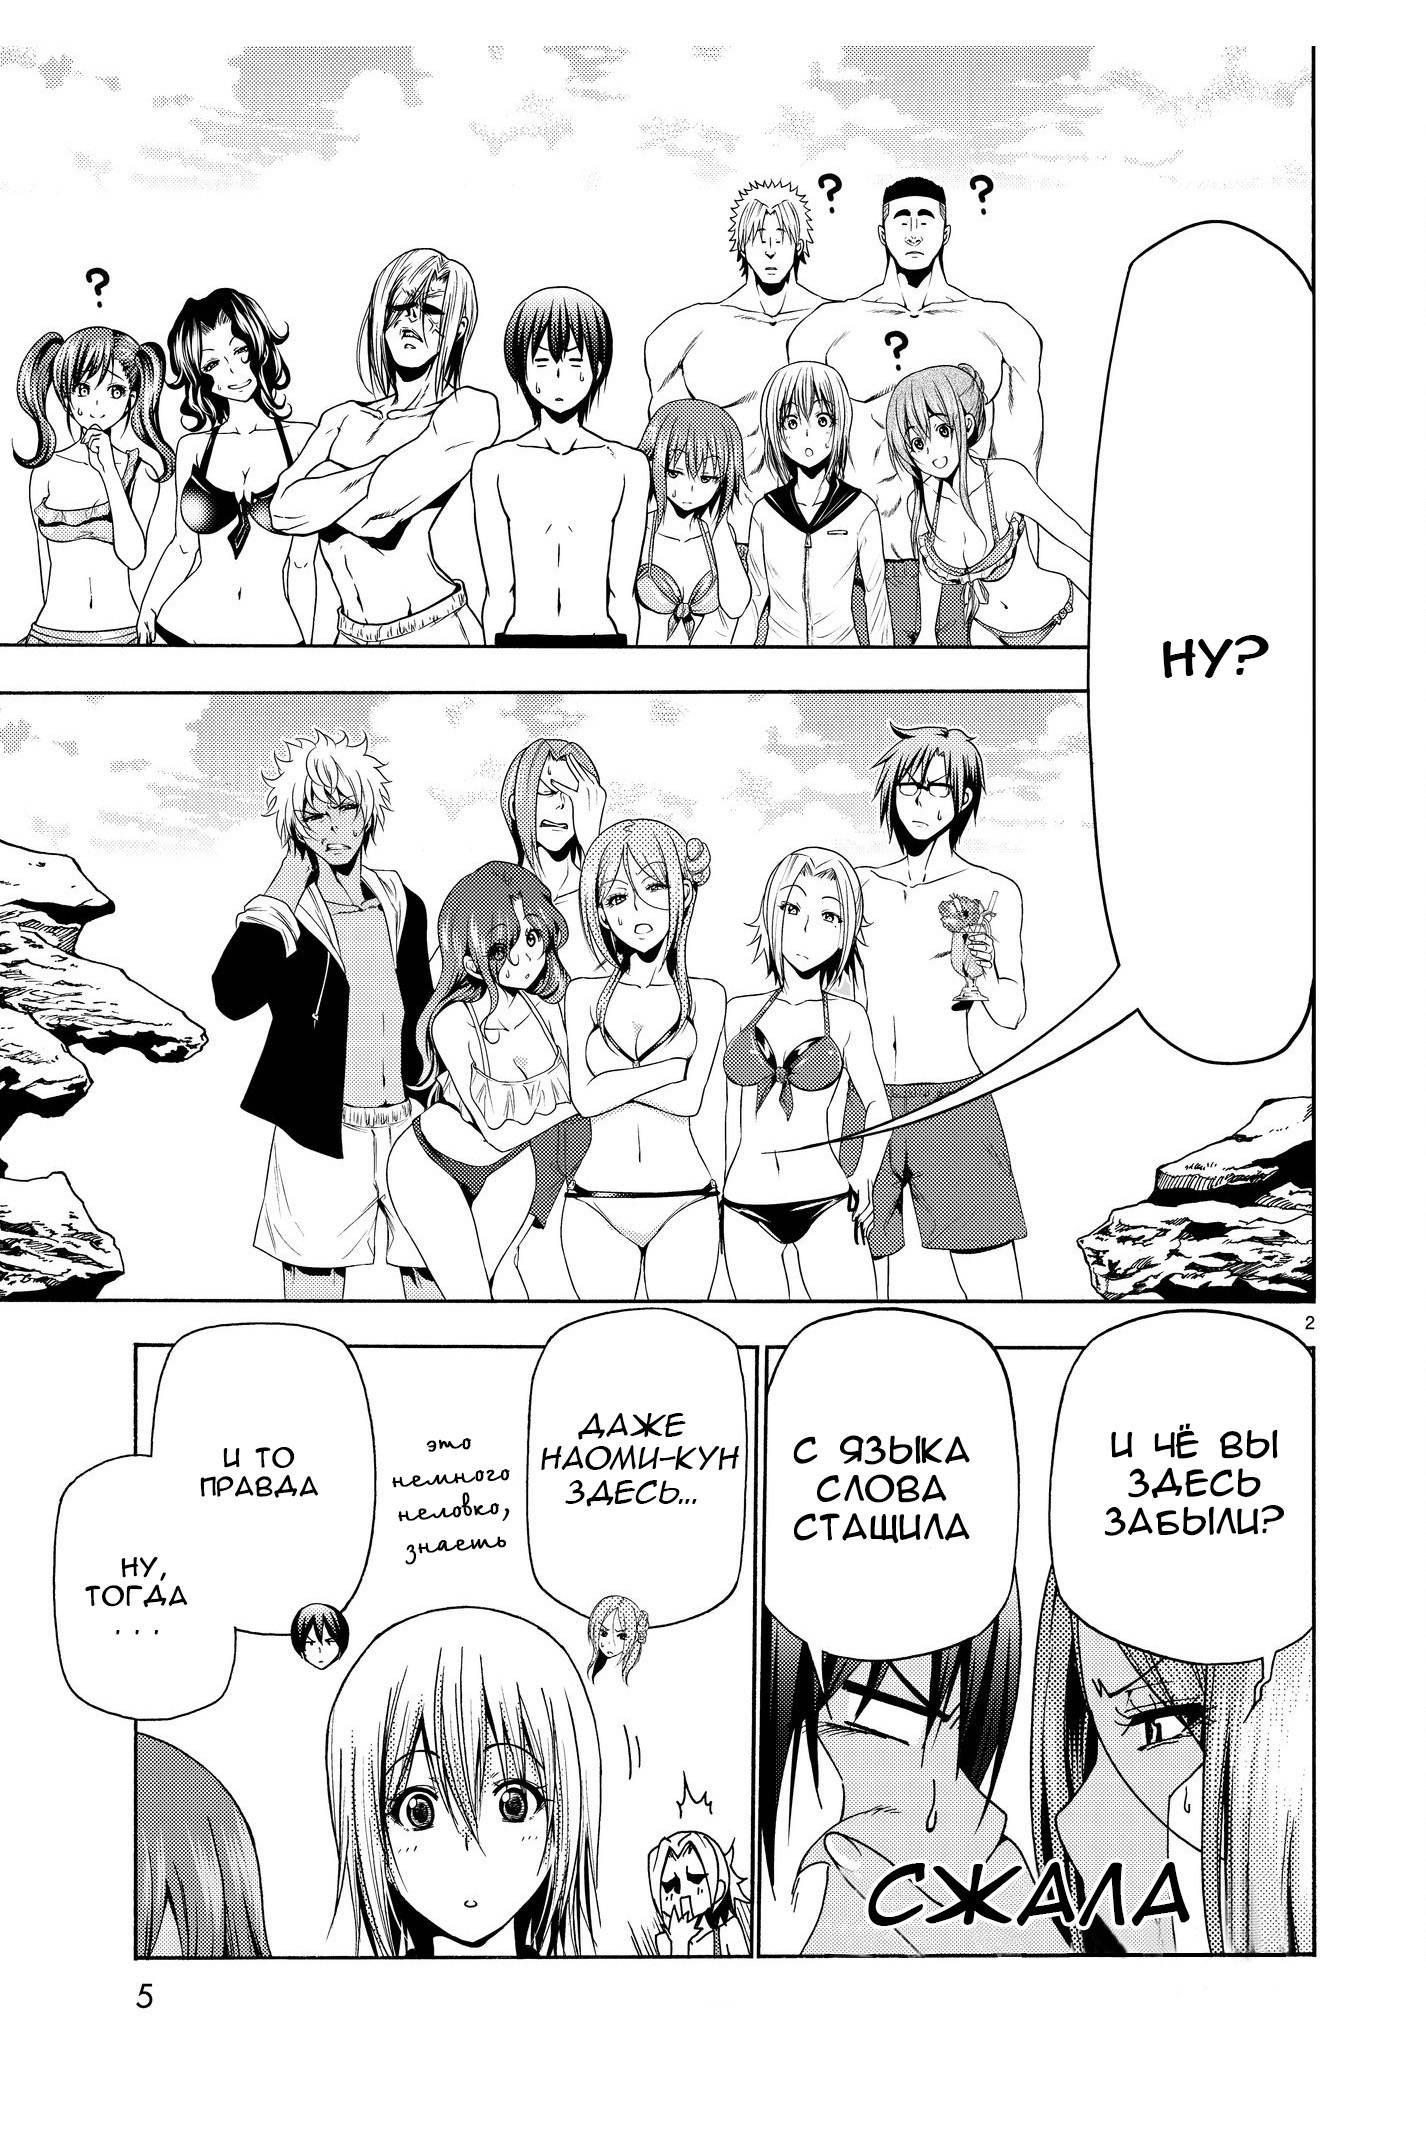 ?
?
?
?
НУ?
2
И ЧЁ ВЫ
ЗДЕСЬ
ЗАБЫЛИ?
С ЯЗЫКА
СЛОВА
СТАЩИЛА
СЖАЛА
ДАЖЕ
НАОМИ-КУН
ЗДЕСЬ...
это
немного
неловко,
знаешь
И ТО
ПРАВДА
НУ,
ТОГДА
...
5